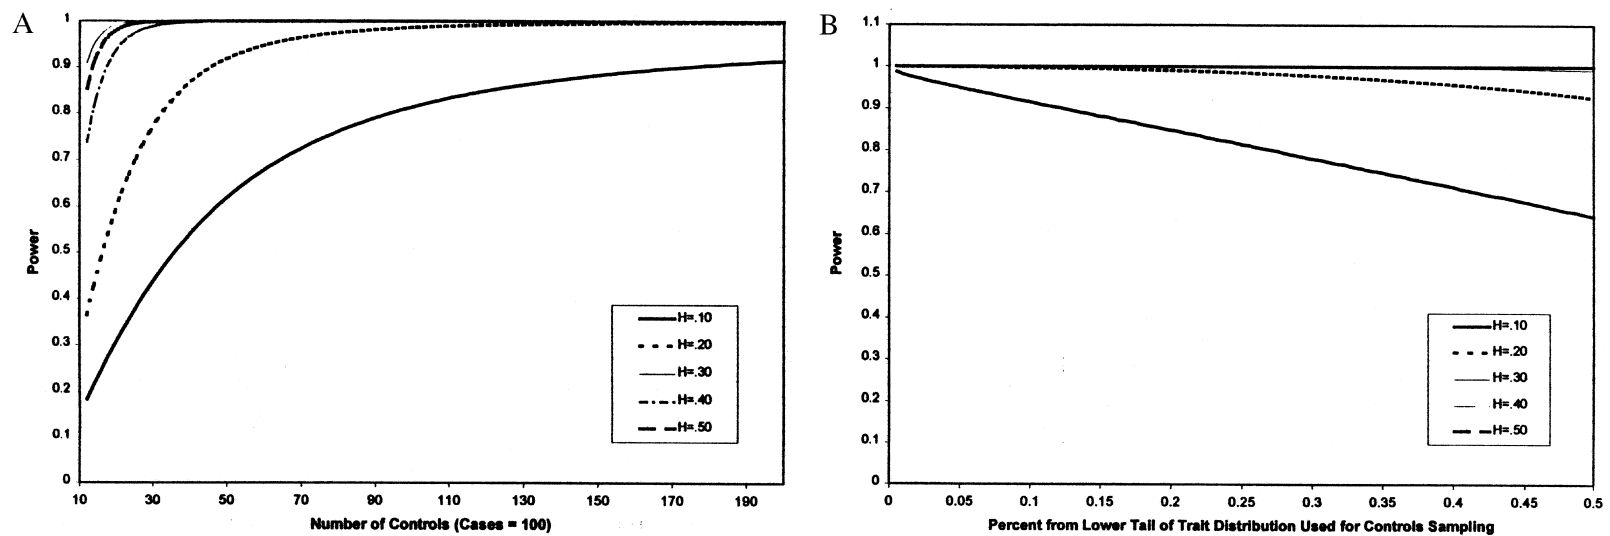 A
1
0.9
0.8
0.7
0.6
0.5
0.4
0.3
0.2
0.1
0
Power
10 30 50 70 90 110 130 150 170 190
Number of Controls (Cases = 100)
H=.10
H=.20
H=.30
H=.40
H=.50
B
1.1
1
0.9
0.8
0.7
0.6
0.5
0.4
0.3
0.2
0.1
0
Power
0 0.05 0.1 0.15 0.2 0.25 0.3 0.35 0.4 0.45 0.5
Percent from Lower Tail of Trait Distribution Used for Controls Sampling
H=.10
H=.20
H=.30
H=.40
H=.50